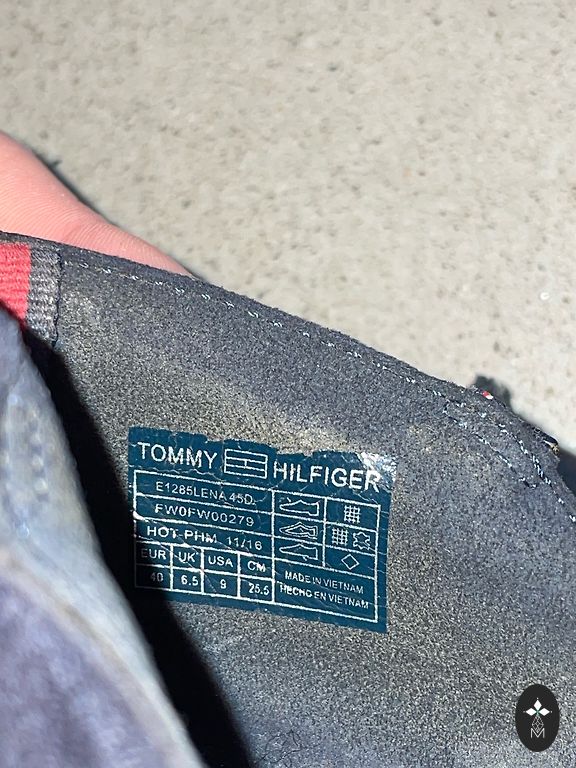 TOMMY HILFIGER
E1285LENA 45D
FW0FW00279
HOT-PHM 11/16
EUR UK USA CM
40 6.5 9 25.5
MADE IN VIETNAM
HECHO EN VIETNAM
M